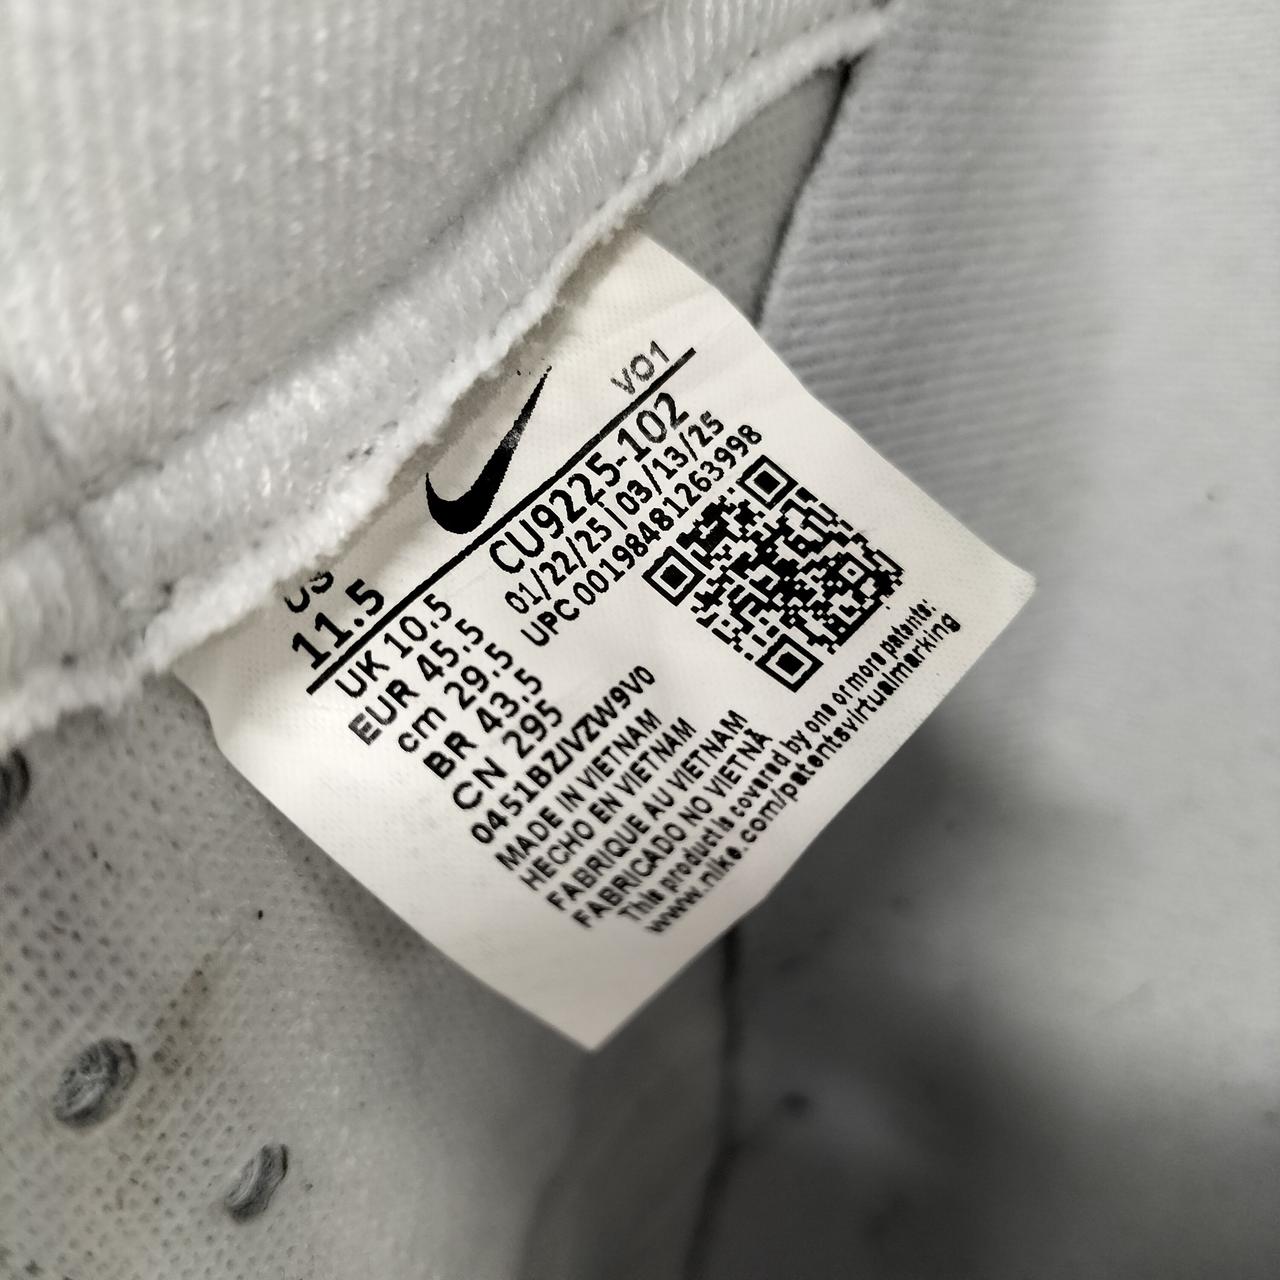 VO1
US
11.5
CU9225-102
01/22/25 | 03/13/25
UPC 00198481263998
UK 10.5
EUR 45.5
cm 29.5
BR 43.5
CN 295
0451BZJVZW9V0
MADE IN VIETNAM
HECHO EN VIETNAM
FABRIQUE AU VIETNAM
FABRICADO NO VIETNÃ
This product is covered by one or more patents:
www.nike.com/patentsvirtualmarking